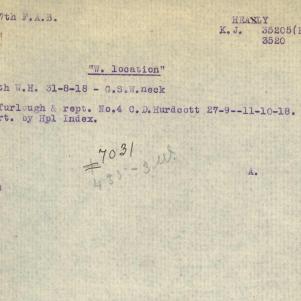 7th F.A.B. HEANLY
K.J. 35205(
3520
"W. location"
th W.H. 31-8-18 - G.S.W.neck
furlough & rept. No.4 C.D.Hurdcott 27-9--11-10-18.
rt. by Hpl Index.
7031
A.